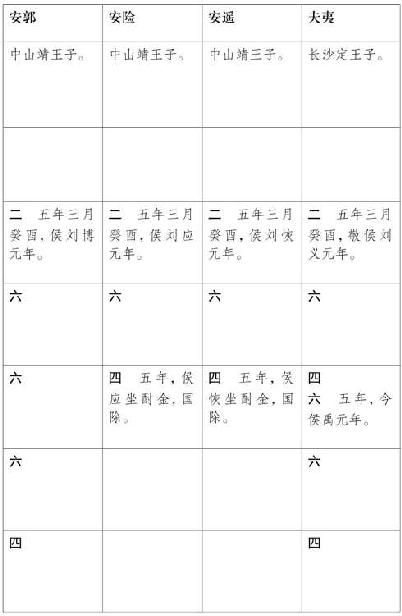 安郭
安险
安遥
夫夷
中山靖王子。
中山靖王子。
中山靖王子。
长沙定王子。
二 五年三月
癸酉，侯刘博
元年。
二 五年三月
癸酉，侯刘应
元年。
二 五年三月
癸酉，侯刘恢
元年。
二 五年三月
癸酉，敬侯刘
义元年。
六
六
六
六
六
四 五年，侯
应坐酎金，国
除。
四 五年，侯
恢坐酎金，国
除。
四
六 五年，今
侯禹元年。
六
六
四
四